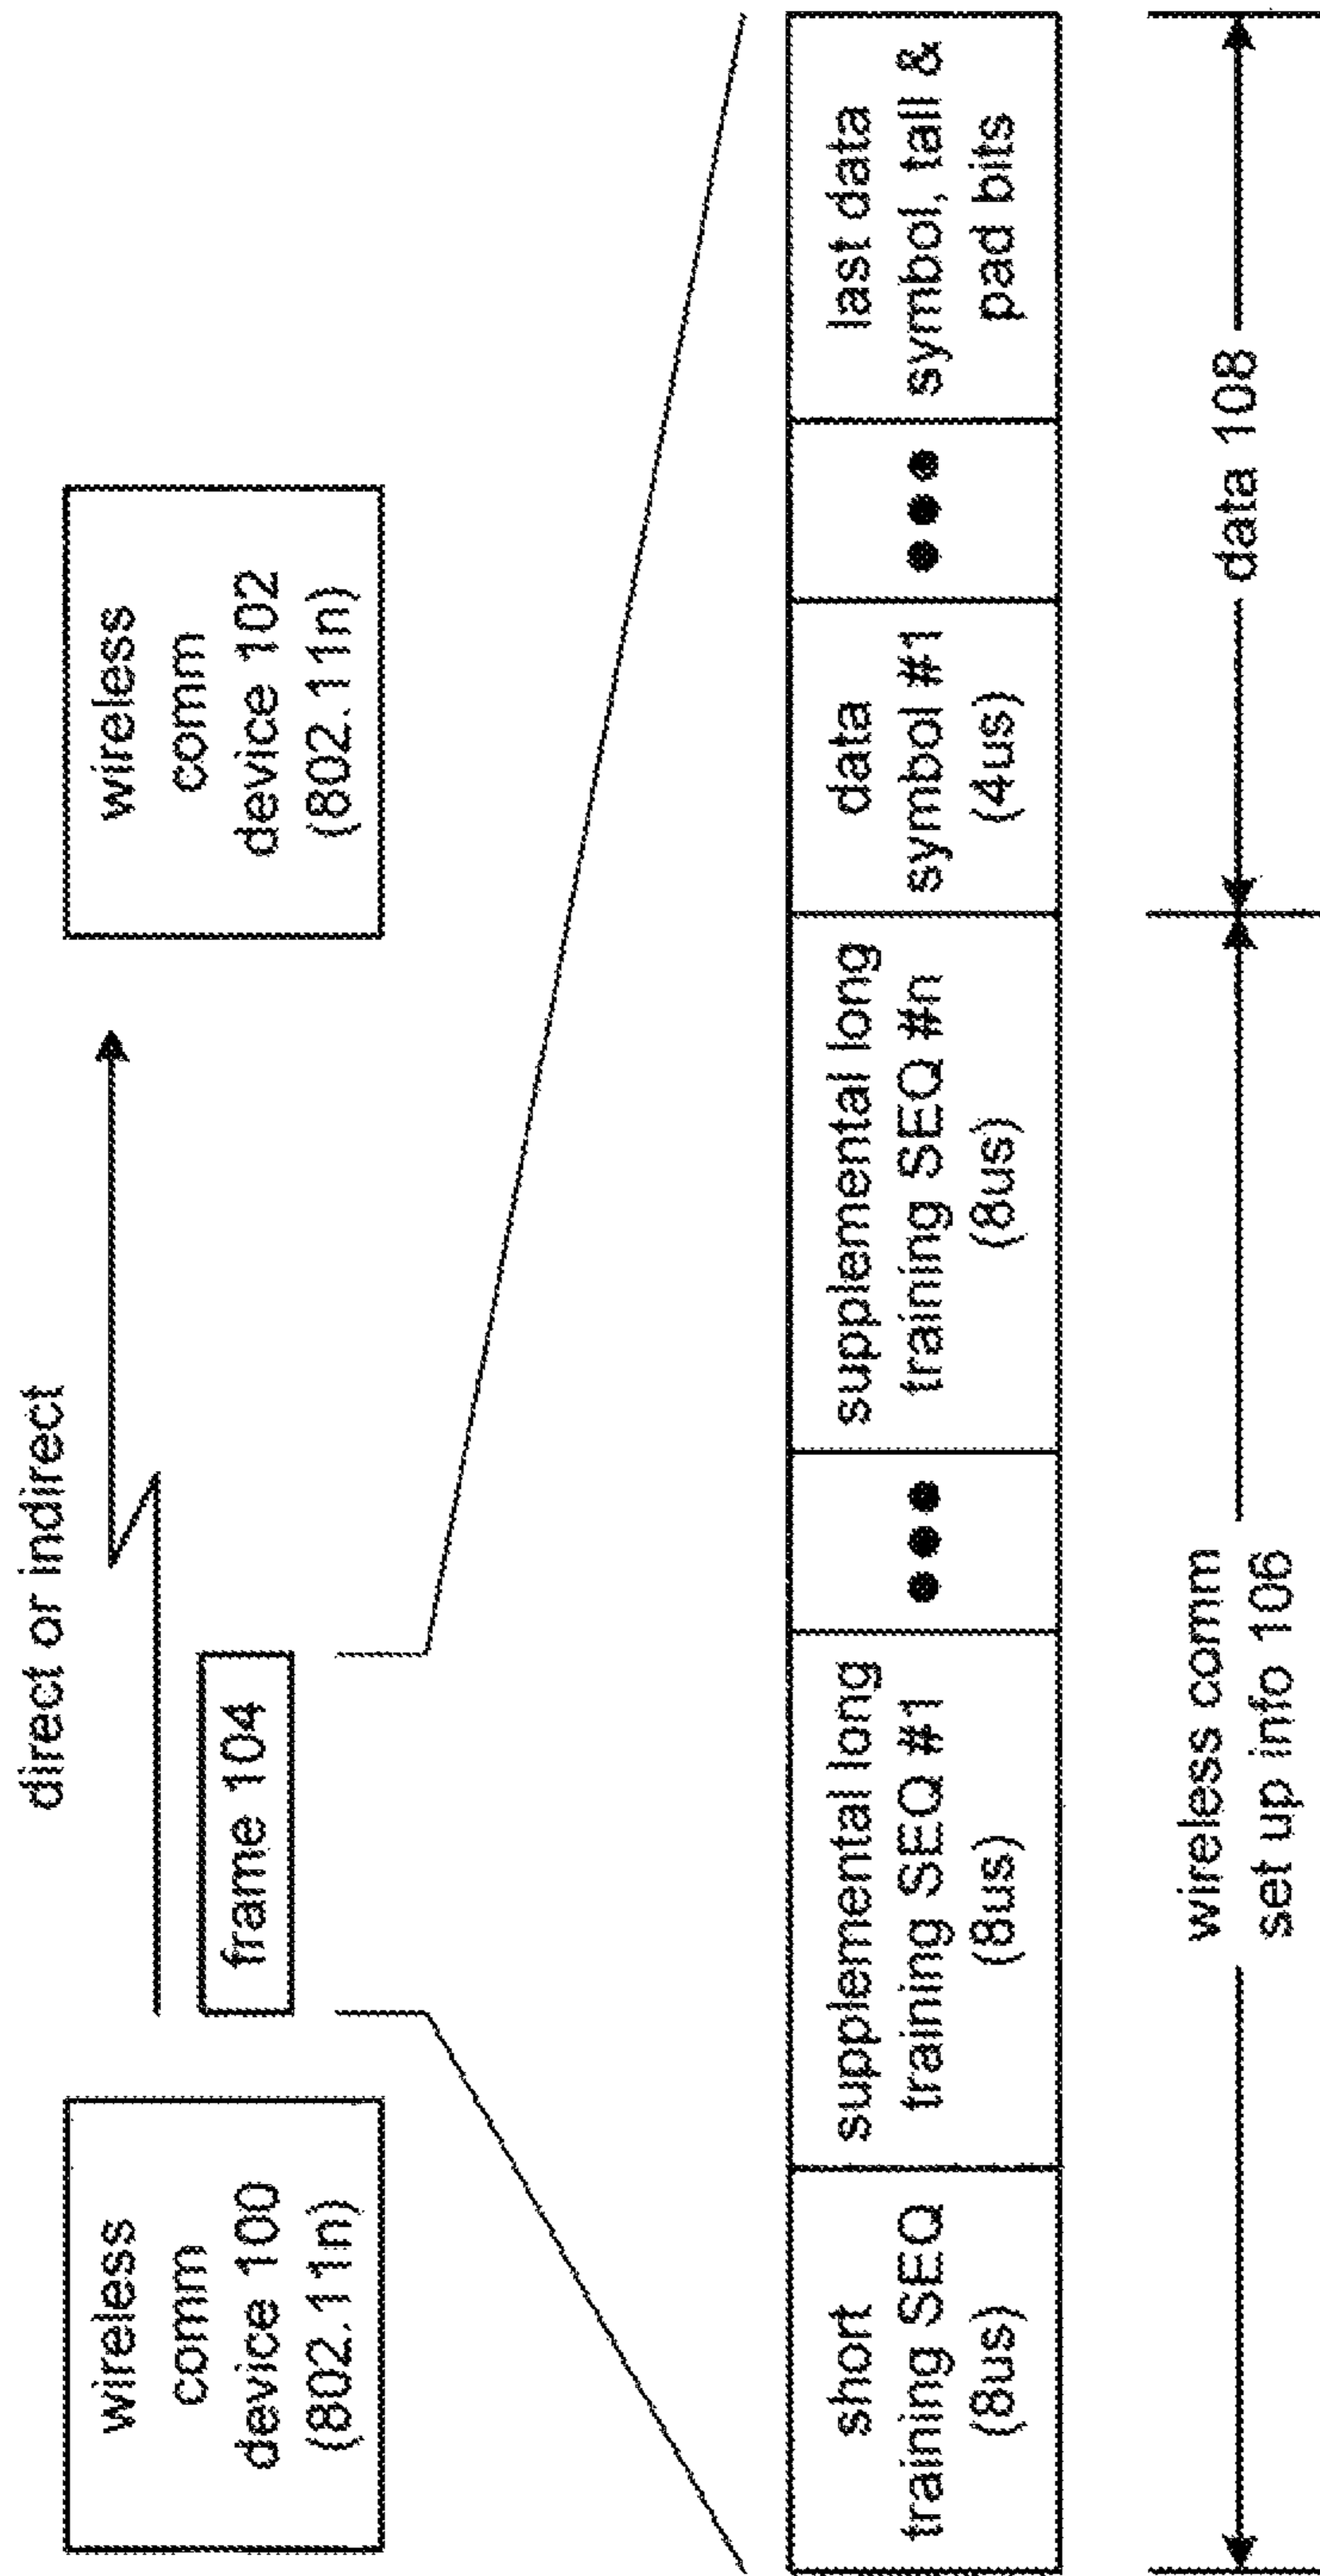 direct or indirect
wireless
comm
device 100
(802.11n)
frame 104
wireless
comm
device 102
(802.11n)
short
training SEQ
(8us)
supplemental long
training SEQ #1
(8us)
supplemental long
training SEQ #n
(8us)
data
symbol #1
(4us)
last data
symbol, tall &
pad bits
wireless comm
set up info 106
data 108